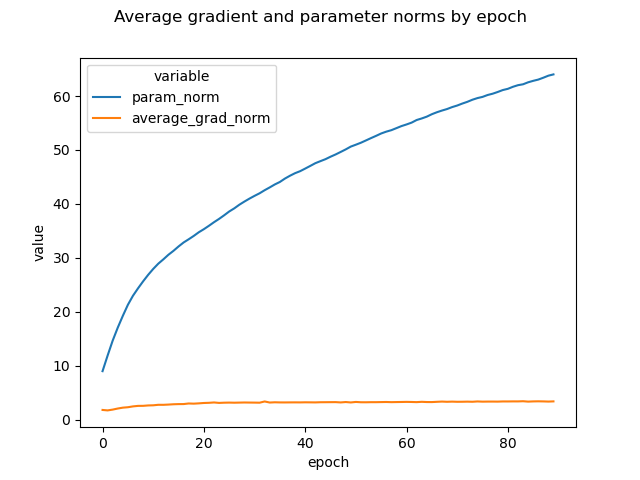 Average gradient and parameter norms by epoch
variable
param_norm
average_grad_norm
60
50
40
30
20
10
0
value
0 20 40 60 80
epoch